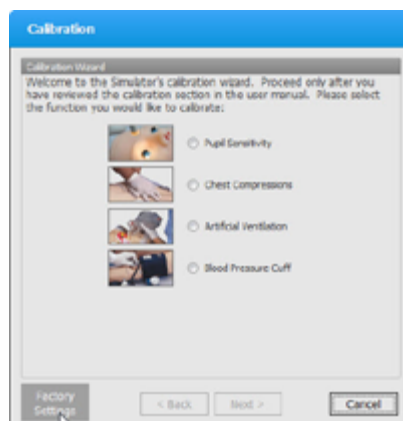 Calibration
Calibration Wizard
Welcome to the Simulator's calibration wizard. Proceed only after you
have reviewed the calibration section in the user manual. Please select
the function you would like to calibrate:
Pupil Sensitivity
Chest Compressions
Artificial Ventilation
Blood Pressure Cuff
Factory
Settings
< Back
Next >
Cancel